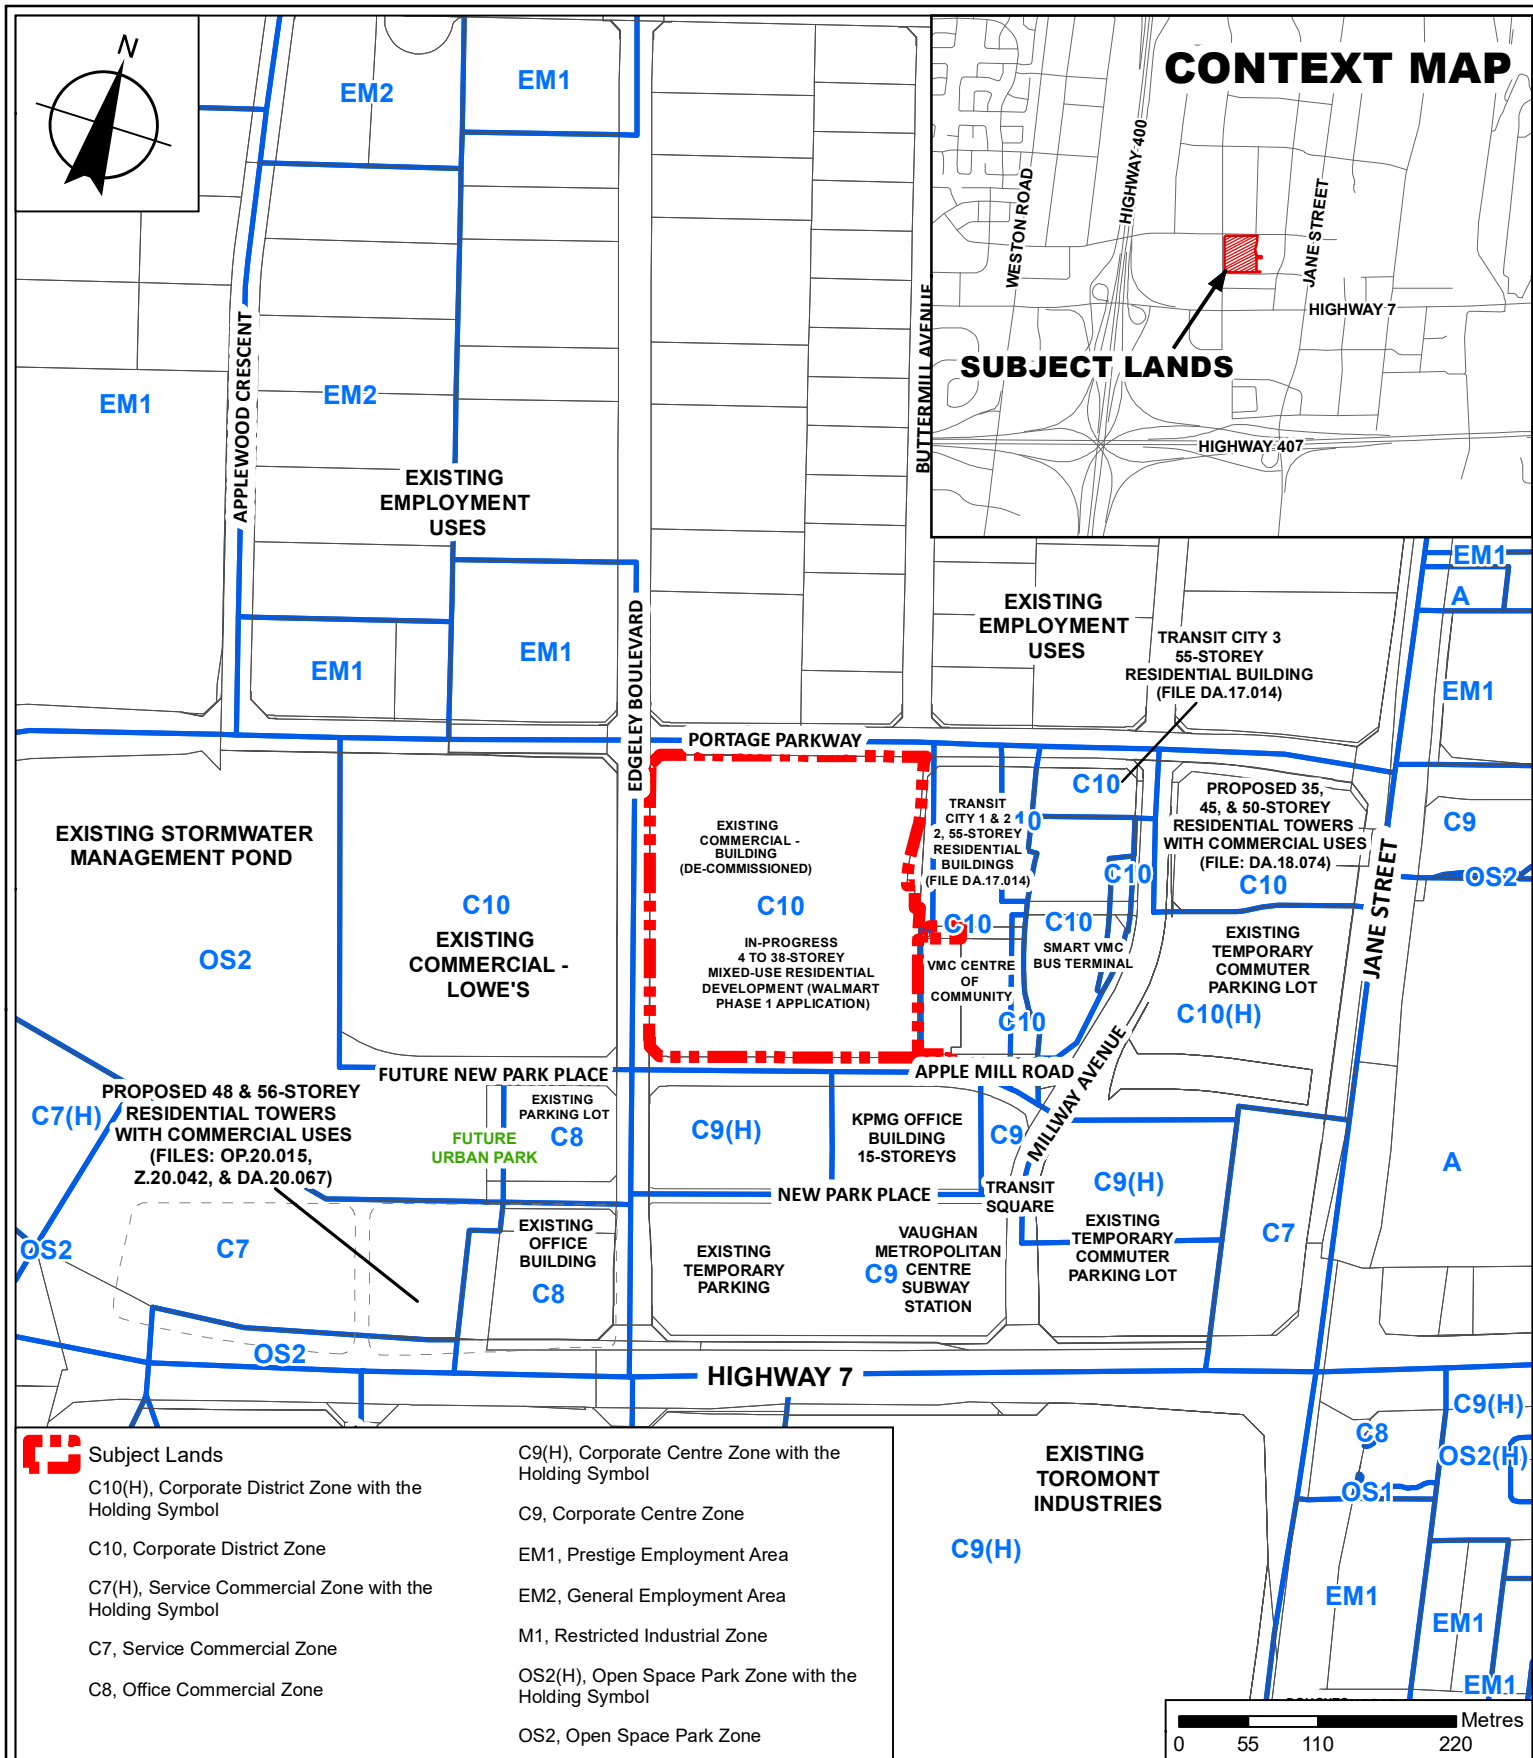 N
CONTEXT MAP
WESTON ROAD
HIGHWAY 400
JANE STREET
HIGHWAY 7
SUBJECT LANDS
HIGHWAY 407
EM2
EM1
APPLEWOOD CRESCENT
BUTTERMILL AVENUE
EM1
EM2
EXISTING
EMPLOYMENT
USES
EM1
A
EXISTING
EMPLOYMENT
USES
TRANSIT CITY 3
55-STOREY
RESIDENTIAL BUILDING
(FILE DA.17.014)
EDGELEY BOULEVARD
EM1
EM1
EM1
PORTAGE PARKWAY
EXISTING STORMWATER
MANAGEMENT POND
OS2
C10
EXISTING
COMMERCIAL -
LOWE'S
EXISTING
COMMERCIAL -
BUILDING
(DE-COMMISSIONED)
C10
IN-PROGRESS
4 TO 38-STOREY
MIXED-USE RESIDENTIAL
DEVELOPMENT (WALMART
PHASE 1 APPLICATION)
TRANSIT
CITY 1 & 2
2, 55-STOREY
RESIDENTIAL
BUILDINGS
(FILE DA.17.014)
10
C10
C10
C10
C10
SMART VMC
BUS TERMINAL
VMC CENTRE
OF
COMMUNITY
C10
PROPOSED 35,
45, & 50-STOREY
RESIDENTIAL TOWERS
WITH COMMERCIAL USES
(FILE: DA.18.074)
C10
EXISTING
TEMPORARY
COMMUTER
PARKING LOT
C10(H)
JANE STREET
C9
OS2
FUTURE NEW PARK PLACE
APPLE MILL ROAD
MILLWAY AVENUE
PROPOSED 48 & 56-STOREY
RESIDENTIAL TOWERS
WITH COMMERCIAL USES
(FILES: OP.20.015,
Z.20.042, & DA.20.067)
C7(H)
EXISTING
PARKING LOT
C8
FUTURE
URBAN PARK
C9(H)
KPMG OFFICE
BUILDING
15-STOREYS
C9
NEW PARK PLACE
TRANSIT
SQUARE
C9(H)
EXISTING
TEMPORARY
COMMUTER
PARKING LOT
C7
A
OS2
C7
EXISTING
OFFICE
BUILDING
C8
EXISTING
TEMPORARY
PARKING
C9
VAUGHAN
METROPOLITAN
CENTRE
SUBWAY
STATION
OS2
HIGHWAY 7
C9(H)
C8
OS2(H)
OS1
EXISTING
TOROMONT
INDUSTRIES
C9(H)
EM1
EM1
EM1
Subject Lands
C10(H), Corporate District Zone with the
Holding Symbol
C10, Corporate District Zone
C7(H), Service Commercial Zone with the
Holding Symbol
C7, Service Commercial Zone
C8, Office Commercial Zone
C9(H), Corporate Centre Zone with the
Holding Symbol
C9, Corporate Centre Zone
EM1, Prestige Employment Area
EM2, General Employment Area
M1, Restricted Industrial Zone
OS2(H), Open Space Park Zone with the
Holding Symbol
OS2, Open Space Park Zone
Metres
0 55 110 220